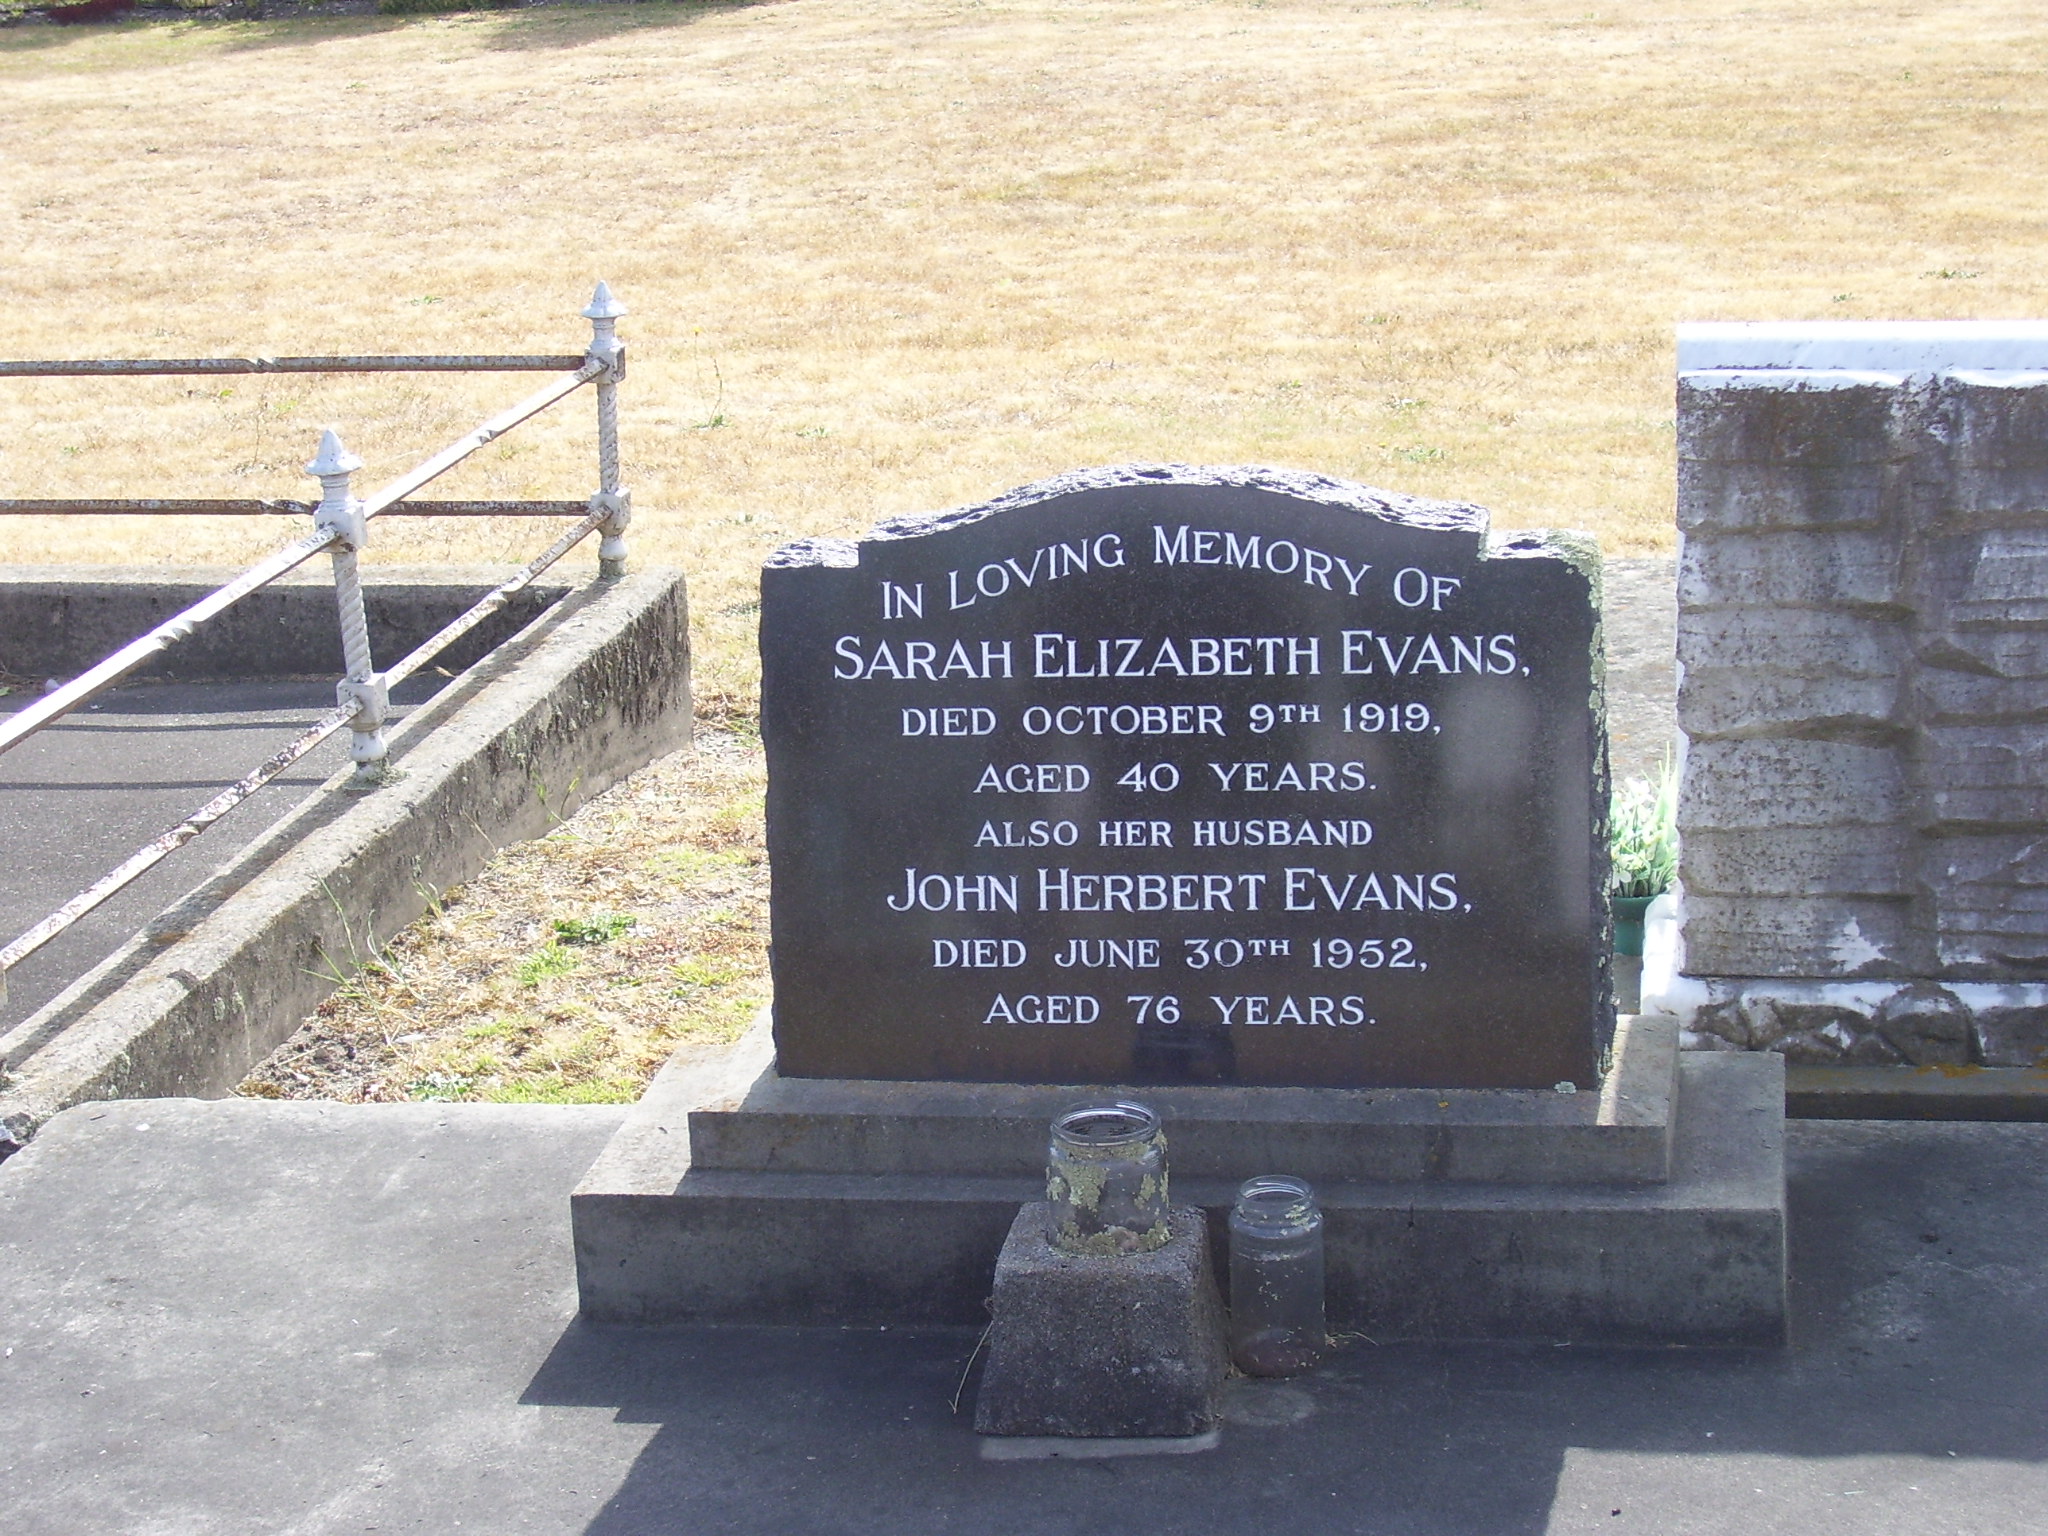 In Loving Memory Of
Sarah Elizabeth Evans,
died October 9th 1919,
aged 40 years.
also her husband
John Herbert Evans,
died June 30th 1952,
aged 76 years.